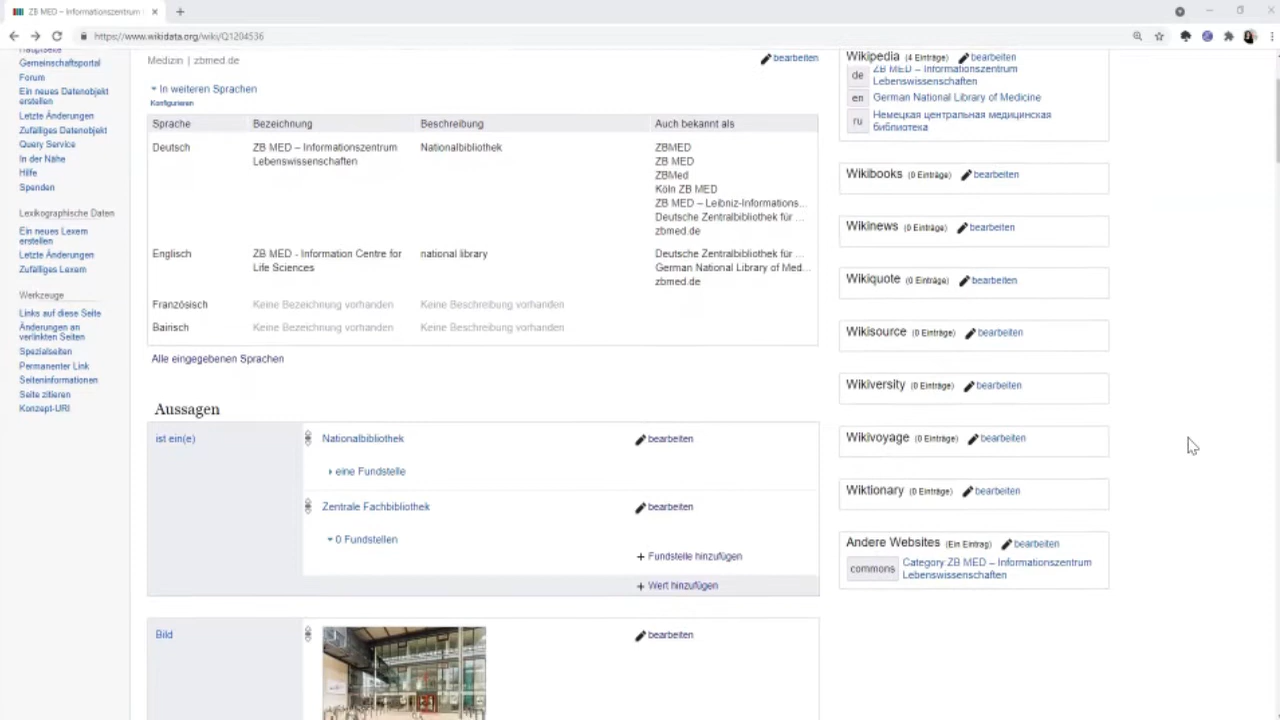 ZB MED – Informationszentrum
https://www.wikidata.org/wiki/Q1204536
Hauptseite
Gemeinschaftsportal
Forum
Ein neues Datenobjekt
erstellen
Letzte Änderungen
Zufälliges Datenobjekt
Query Service
In der Nähe
Hilfe
Spenden
Lexikographische Daten
Ein neues Lexem
erstellen
Letzte Änderungen
Zufälliges Lexem
Werkzeuge
Links auf diese Seite
Änderungen an
verlinkten Seiten
Spezialseiten
Permanenter Link
Seiteninformationen
Seite zitieren
Konzept-URI
Medizin | zbmed.de
bearbeiten
In weiteren Sprachen
Konfigurieren
Sprache Bezeichnung Beschreibung Auch bekannt als
Deutsch ZB MED – Informationszentrum Nationalbibliothek ZBMED
Lebenswissenschaften ZB MED
ZBMed
Köln ZB MED
ZB MED – Leibniz-Informations...
Deutsche Zentralbibliothek für ...
zbmed.de
Englisch ZB MED - Information Centre for national library Deutsche Zentralbibliothek für ...
Life Sciences German National Library of Med...
zbmed.de
Französisch Keine Bezeichnung vorhanden Keine Beschreibung vorhanden
Bairisch Keine Bezeichnung vorhanden Keine Beschreibung vorhanden
Alle eingegebenen Sprachen
Aussagen
ist ein(e) Nationalbibliothek bearbeiten
eine Fundstelle
Zentrale Fachbibliothek bearbeiten
0 Fundstellen
+ Fundstelle hinzufügen
+ Wert hinzufügen
Bild bearbeiten
Wikipedia (4 Einträge) bearbeiten
de ZB MED – Informationszentrum
Lebenswissenschaften
en German National Library of Medicine
ru Немецкая центральная медицинская
библиотека
Wikibooks (0 Einträge) bearbeiten
Wikinews (0 Einträge) bearbeiten
Wikiquote (0 Einträge) bearbeiten
Wikisource (0 Einträge) bearbeiten
Wikiversity (0 Einträge) bearbeiten
Wikivoyage (0 Einträge) bearbeiten
Wiktionary (0 Einträge) bearbeiten
Andere Websites (Ein Eintrag) bearbeiten
commons Category:ZB MED – Informationszentrum
Lebenswissenschaften